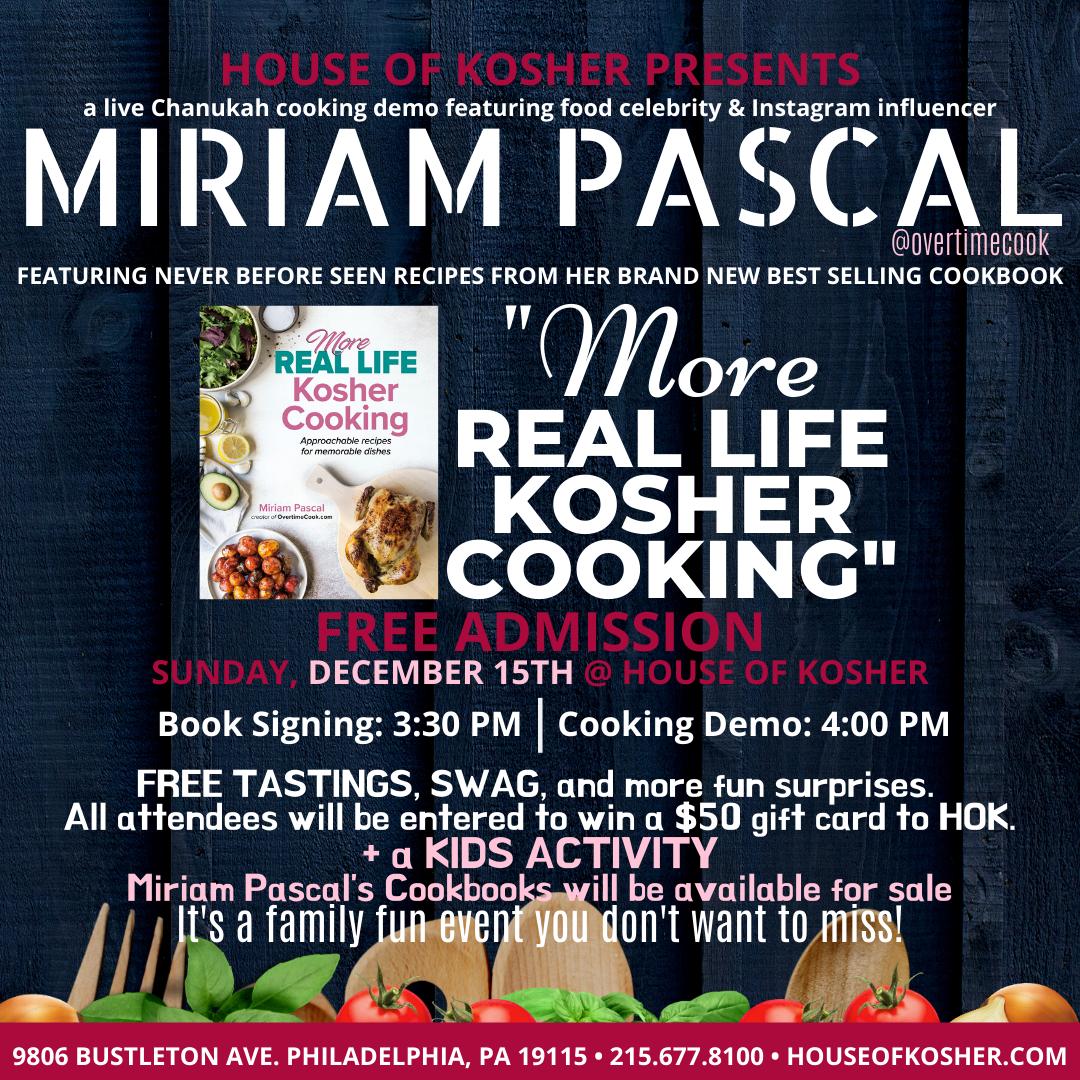 HOUSE OF KOSHER PRESENTS
a live Chanukah cooking demo featuring food celebrity & Instagram influencer
MIRIAM PASCAL
@overtimecook
FEATURING NEVER BEFORE SEEN RECIPES FROM HER BRAND NEW BEST SELLING COOKBOOK
More
REAL LIFE
Kosher
Cooking
Approachable recipes
for memorable dishes
Miriam Pascal
creator of OvertimeCook.com
"More
REAL LIFE
KOSHER
COOKING"
FREE ADMISSION
SUNDAY, DECEMBER 15TH @ HOUSE OF KOSHER
Book Signing: 3:30 PM | Cooking Demo: 4:00 PM
FREE TASTINGS, SWAG, and more fun surprises.
All attendees will be entered to win a $50 gift card to HOK.
+ a KIDS ACTIVITY
Miriam Pascal's Cookbooks will be available for sale
It's a family fun event you don't want to miss!
9806 BUSTLETON AVE. PHILADELPHIA, PA 19115 • 215.677.8100 • HOUSEOFKOSHER.COM